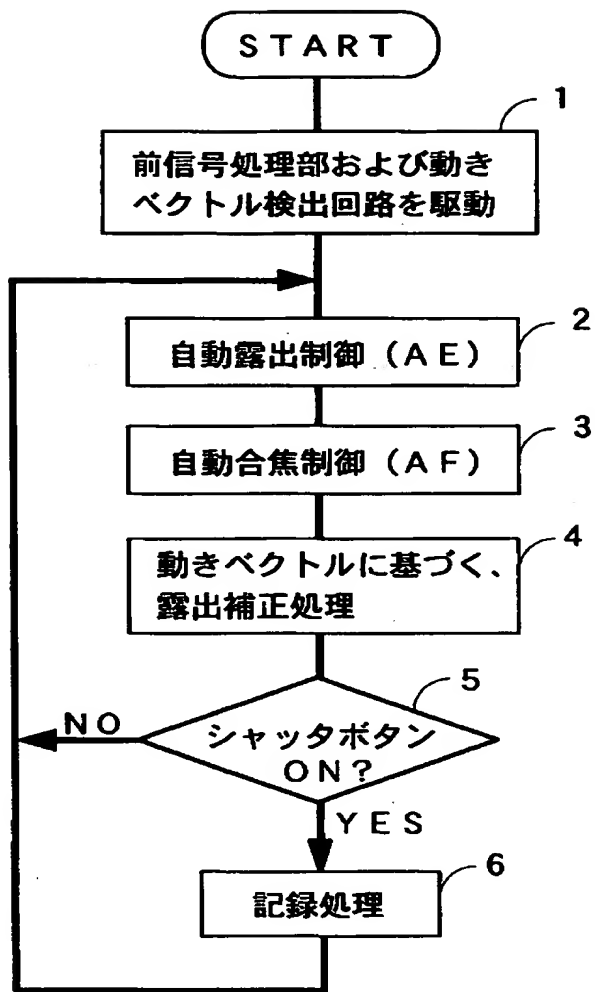 START
1
前信号処理部および動き
ベクトル検出回路を駆動
2
自動露出制御（AE）
3
自動合焦制御（AF）
4
動きベクトルに基づく、
露出補正処理
5
シャッタボタン
ON?
NO
YES
6
記録処理